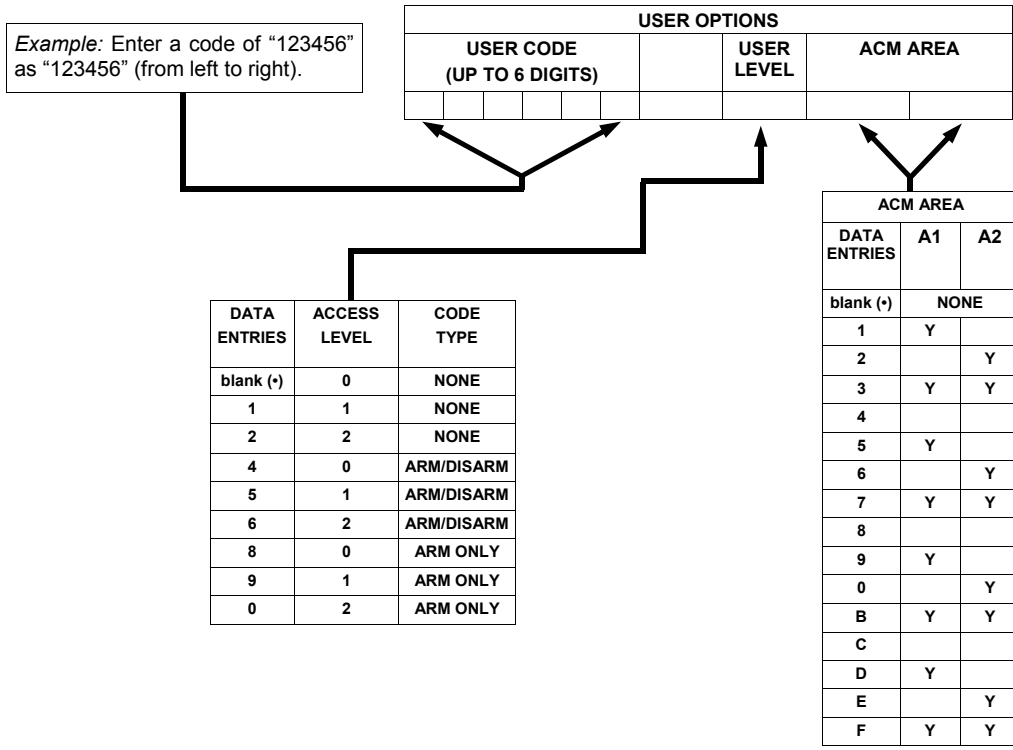 Example: Enter a code of “123456”
as “123456” (from left to right).
USER OPTIONS
USER CODE
(UP TO 6 DIGITS)
USER
LEVEL
ACM AREA
DATA
ENTRIES
ACCESS
LEVEL
CODE
TYPE
blank (•) 0 NONE
1 1 NONE
2 2 NONE
4 0 ARM/DISARM
5 1 ARM/DISARM
6 2 ARM/DISARM
8 0 ARM ONLY
9 1 ARM ONLY
0 2 ARM ONLY
ACM AREA
DATA
ENTRIES
A1
A2
blank (•) NONE
1 Y
2 Y
3 Y Y
4
5 Y
6 Y
7 Y Y
8
9 Y
0 Y
B Y Y
C
D Y
E Y
F Y Y